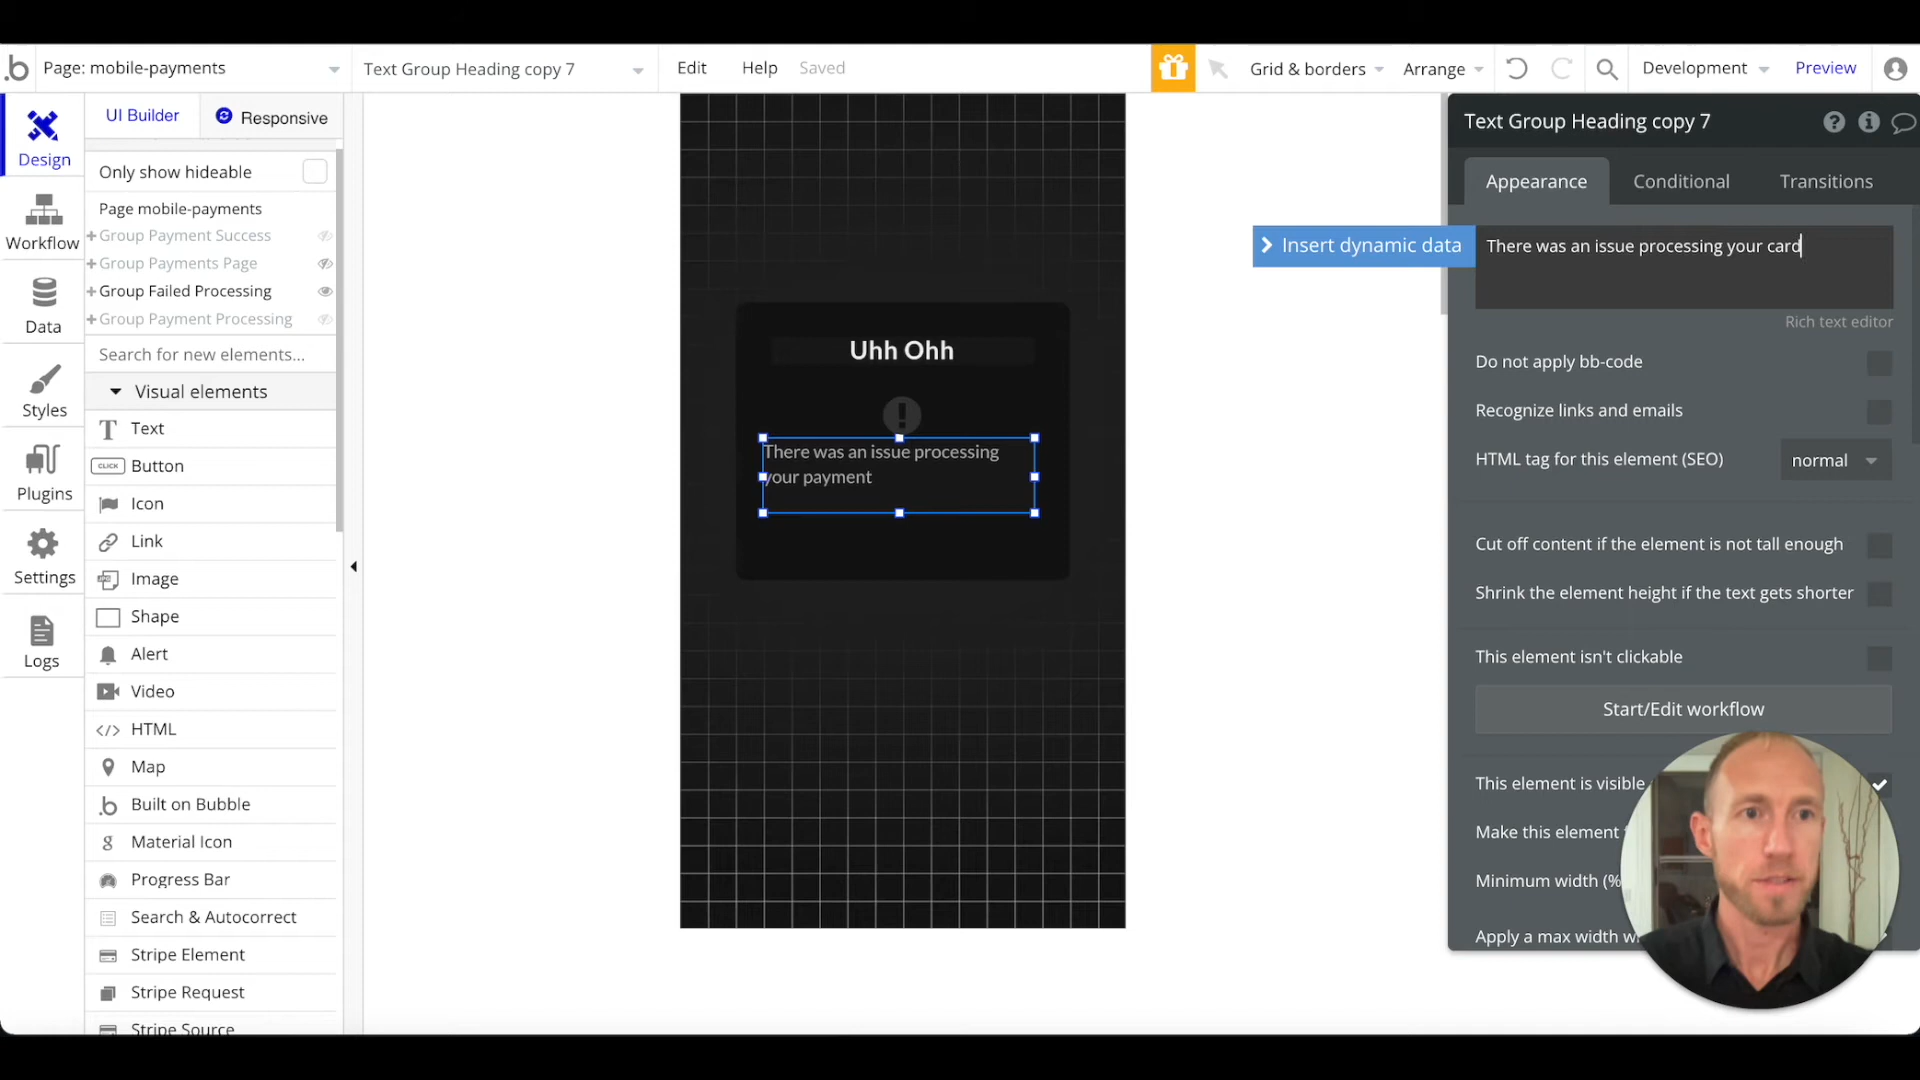 b Page: mobile-payments
Text Group Heading copy 7
Edit
Help
Saved
Grid & borders
Arrange
Development
Preview
Design
Workflow
Data
Styles
Plugins
Settings
Logs
UI Builder
Responsive
Only show hideable
Page mobile-payments
+Group Payment Success
+Group Payments Page
+Group Failed Processing
+Group Payment Processing
Search for new elements...
Visual elements
T Text
CLICK Button
Icon
Link
Image
Shape
Alert
Video
</> HTML
Map
b Built on Bubble
g Material Icon
Progress Bar
Search & Autocorrect
Stripe Element
Stripe Request
Stripe Source
Uhh Ohh
There was an issue processing
your payment
Text Group Heading copy 7
Appearance
Conditional
Transitions
Insert dynamic data
There was an issue processing your card
Rich text editor
Do not apply bb-code
Recognize links and emails
HTML tag for this element (SEO)
normal
Cut off content if the element is not tall enough
Shrink the element height if the text gets shorter
This element isn't clickable
Start/Edit workflow
This element is visible
Make this element
Minimum width (%
Apply a max width w